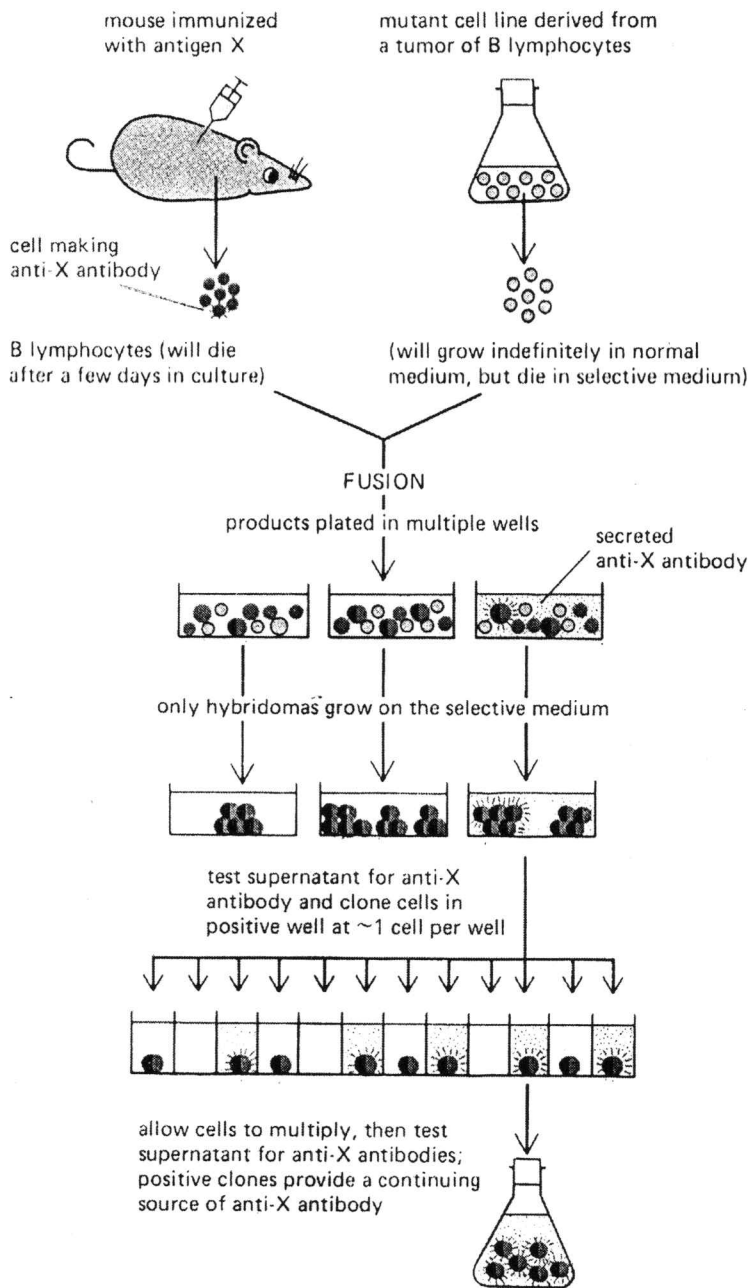 mouse immunized
with antigen X
mutant cell line derived from
a tumor of B lymphocytes
cell making
anti-X antibody
B lymphocytes (will die
after a few days in culture)
(will grow indefinitely in normal
medium, but die in selective medium)
FUSION
products plated in multiple wells
secreted
anti-X antibody
only hybridomas grow on the selective medium
test supernatant for anti-X
antibody and clone cells in
positive well at ~1 cell per well
allow cells to multiply, then test
supernatant for anti-X antibodies;
positive clones provide a continuing
source of anti-X antibody